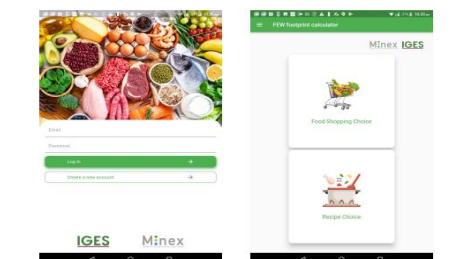 Email
Password
Log in
Create a new account
IGES Minex
FEW footprint calculator
Minex IGES
Food Shopping Choice
Recipe Choice